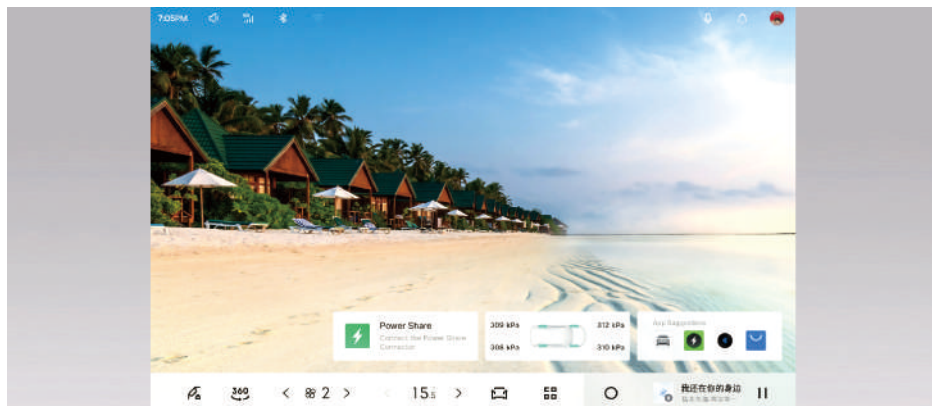 7:05PM
Power Share
Connect the Power Share
Connector
309 kPa
312 kPa
308 kPa
310 kPa
App Suggestions
360
2
15.5
我还在你的身边